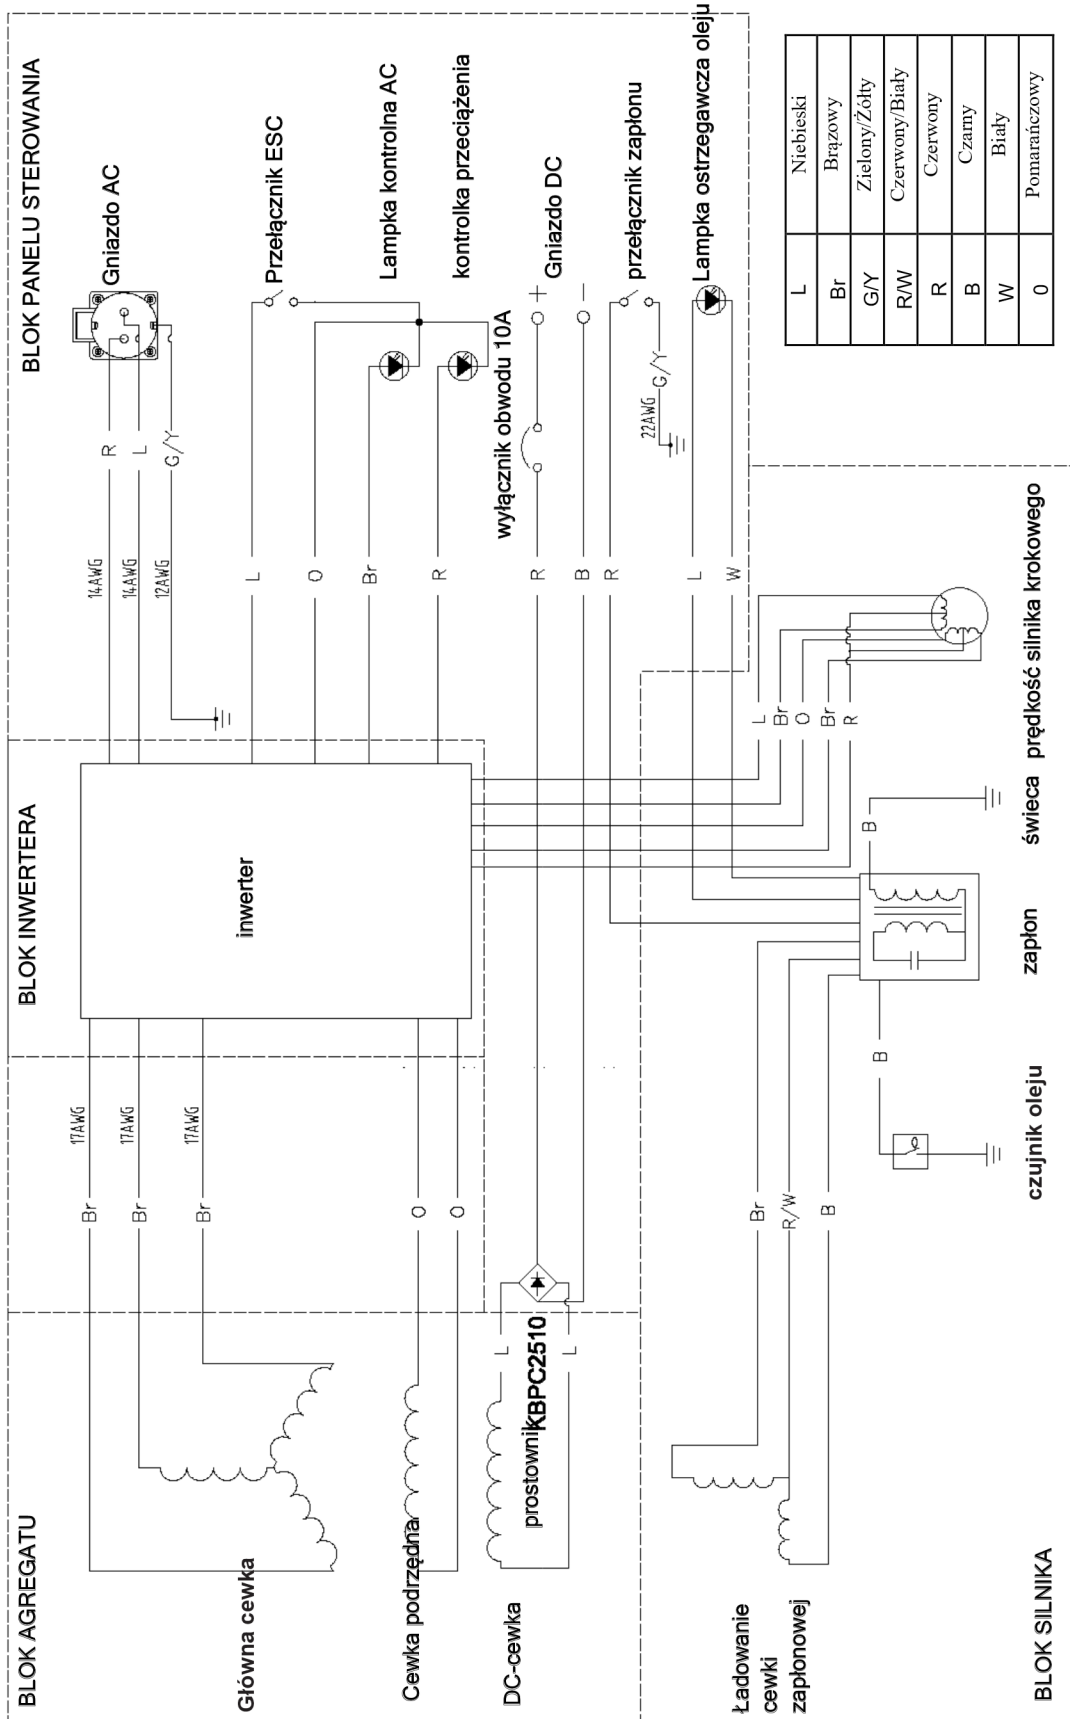 BLOK AGREGATU
BLOK INWERTERA
BLOK PANELU STEROWANIA
Główna cewka
Br
17AWG
Br
17AWG
Br
17AWG
inwerter
14AWG
R
14AWG
L
12AWG
G/Y
Gniazdo AC
L
Przełącznik ESC
O
Br
Lampka kontrolna AC
R
kontrolka przeciążenia
Cewka podrzędna
O
O
DC-cewka
L
L
prostownik
KBPC2510
R
wyłącznik obwodu 10A
+
Gniazdo DC
B
−
R
przełącznik zapłonu
22AWG
G/Y
L
W
Lampka ostrzegawcza oleju
Ładowanie
cewki
zapłonowej
Br
R/W
B
L
Br
O
Br
R
B
B
czujnik oleju
zapłon
świeca
prędkość silnika krokowego
BLOK SILNIKA
L Niebieski
Br Brązowy
G/Y Zielony/Żółty
R/W Czerwony/Biały
R Czerwony
B Czarny
W Biały
0 Pomarańczowy